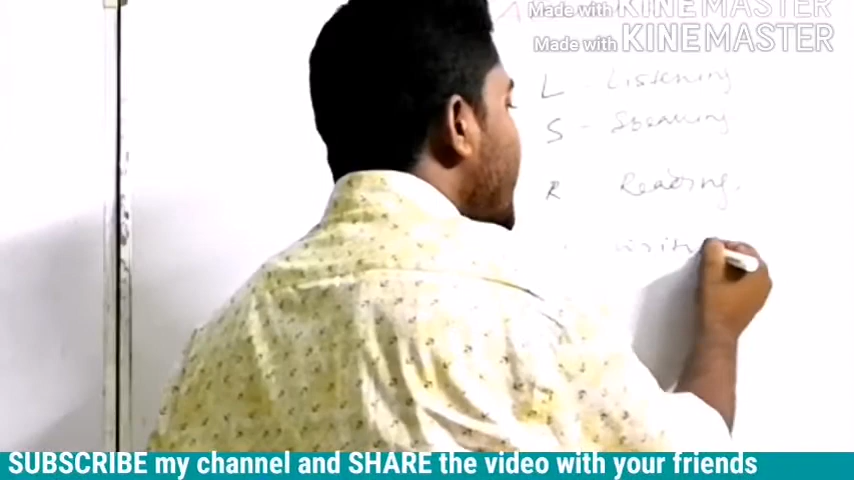 Made with KINEMASTER
Made with KINEMASTER
L - Listening
S - Speaking
R Reading.
SUBSCRIBE my channel and SHARE the video with your friends